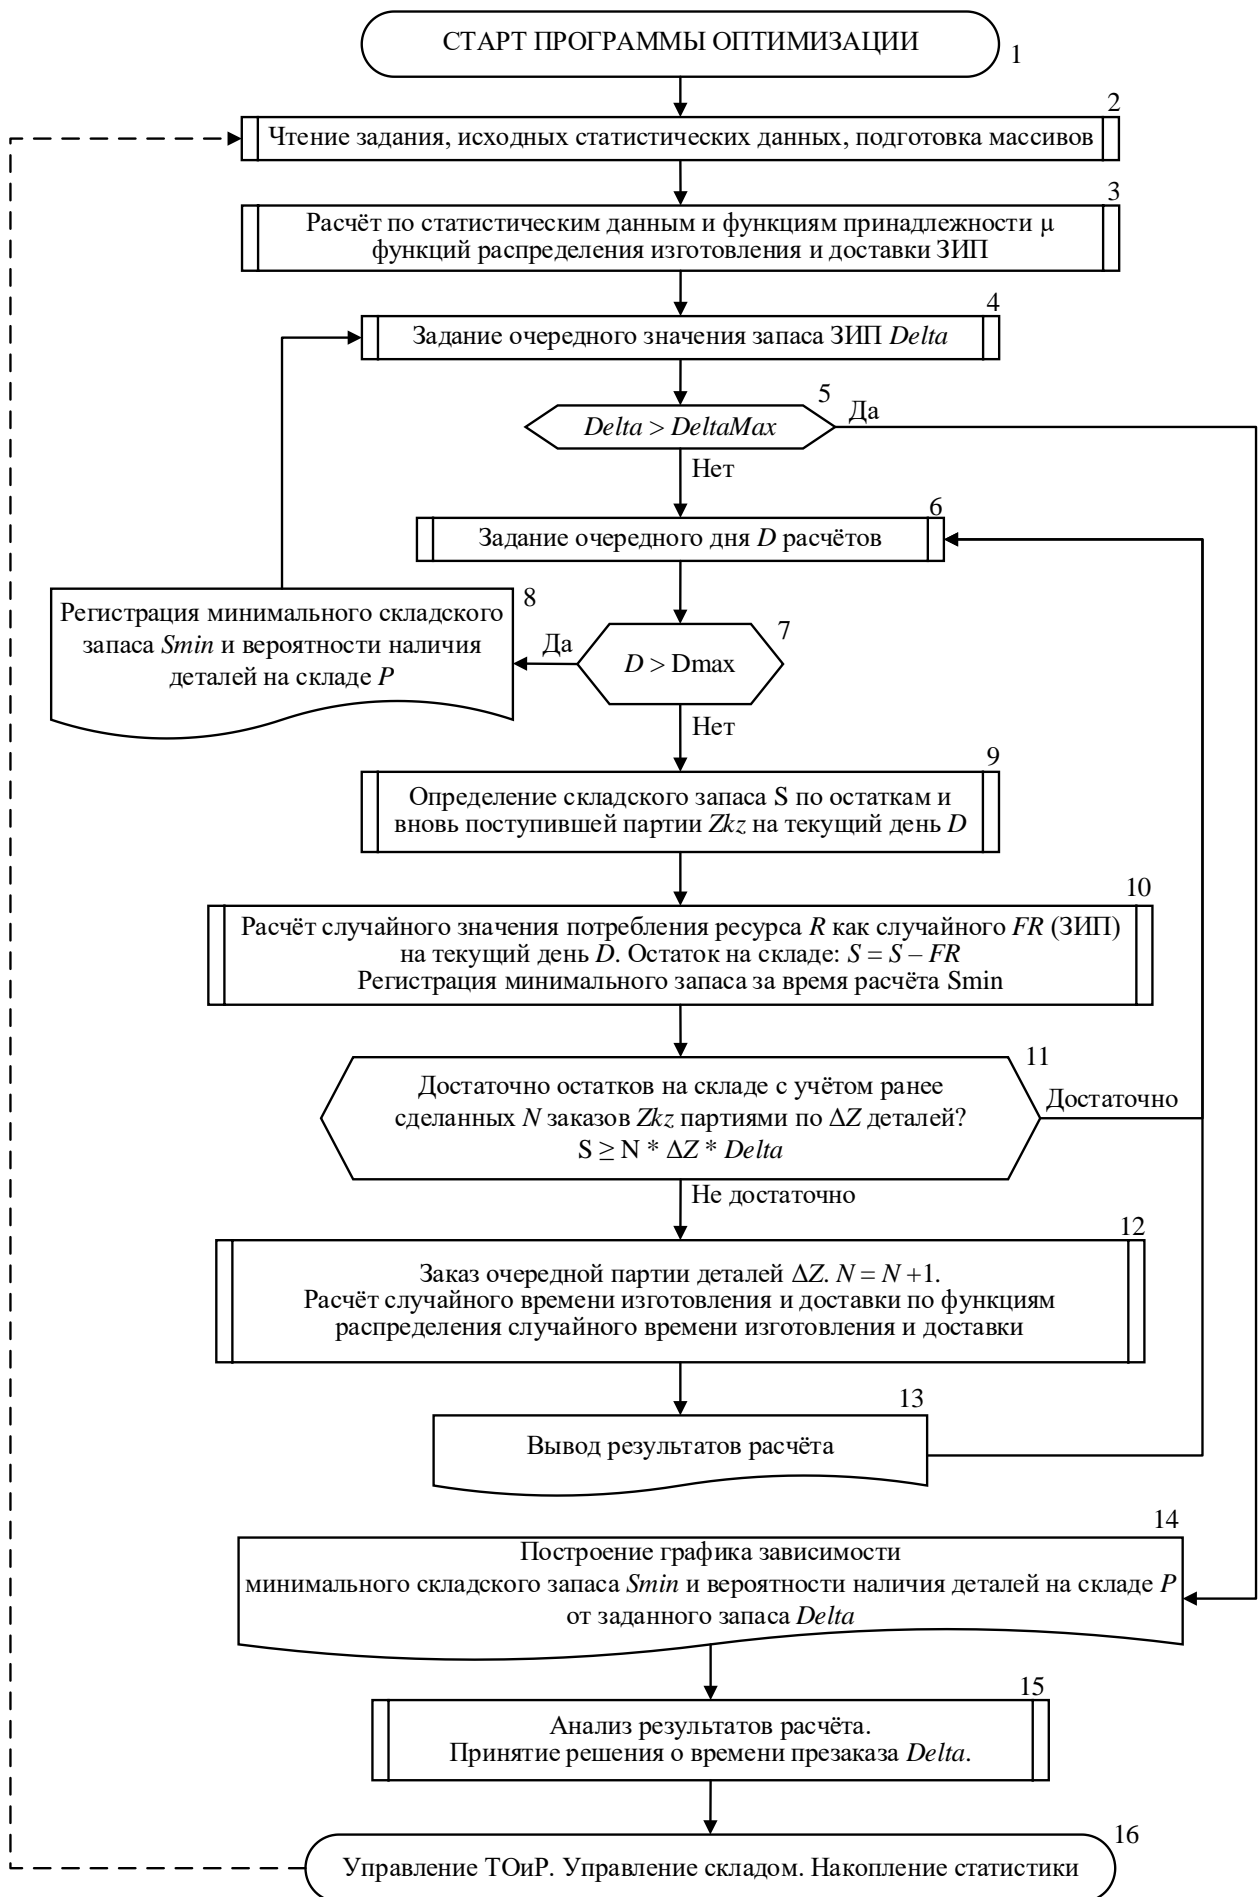 СТАРТ ПРОГРАММЫ ОПТИМИЗАЦИИ
1
2
Чтение задания, исходных статистических данных, подготовка массивов
3
Расчёт по статистическим данным и функциям принадлежности μ
функций распределения изготовления и доставки ЗИП
4
Задание очередного значения запаса ЗИП Delta
5
Delta > DeltaMax
Да
Нет
6
Задание очередного дня D расчётов
8
Регистрация минимального складского
запаса Smin и вероятности наличия
деталей на складе P
Да
7
D > Dmax
Нет
9
Определение складского запаса S по остаткам и
вновь поступившей партии Zkz на текущий день D
10
Расчёт случайного значения потребления ресурса R как случайного FR (ЗИП)
на текущий день D. Остаток на складе: S = S – FR
Регистрация минимального запаса за время расчёта Smin
11
Достаточно остатков на складе с учётом ранее
сделанных N заказов Zkz партиями по ΔZ деталей?
S ≥ N * ΔZ * Delta
Достаточно
Не достаточно
12
Заказ очередной партии деталей ΔZ. N = N +1.
Расчёт случайного времени изготовления и доставки по функциям
распределения случайного времени изготовления и доставки
13
Вывод результатов расчёта
14
Построение графика зависимости
минимального складского запаса Smin и вероятности наличия деталей на складе P
от заданного запаса Delta
15
Анализ результатов расчёта.
Принятие решения о времени презаказа Delta.
16
Управление ТОиР. Управление складом. Накопление статистики